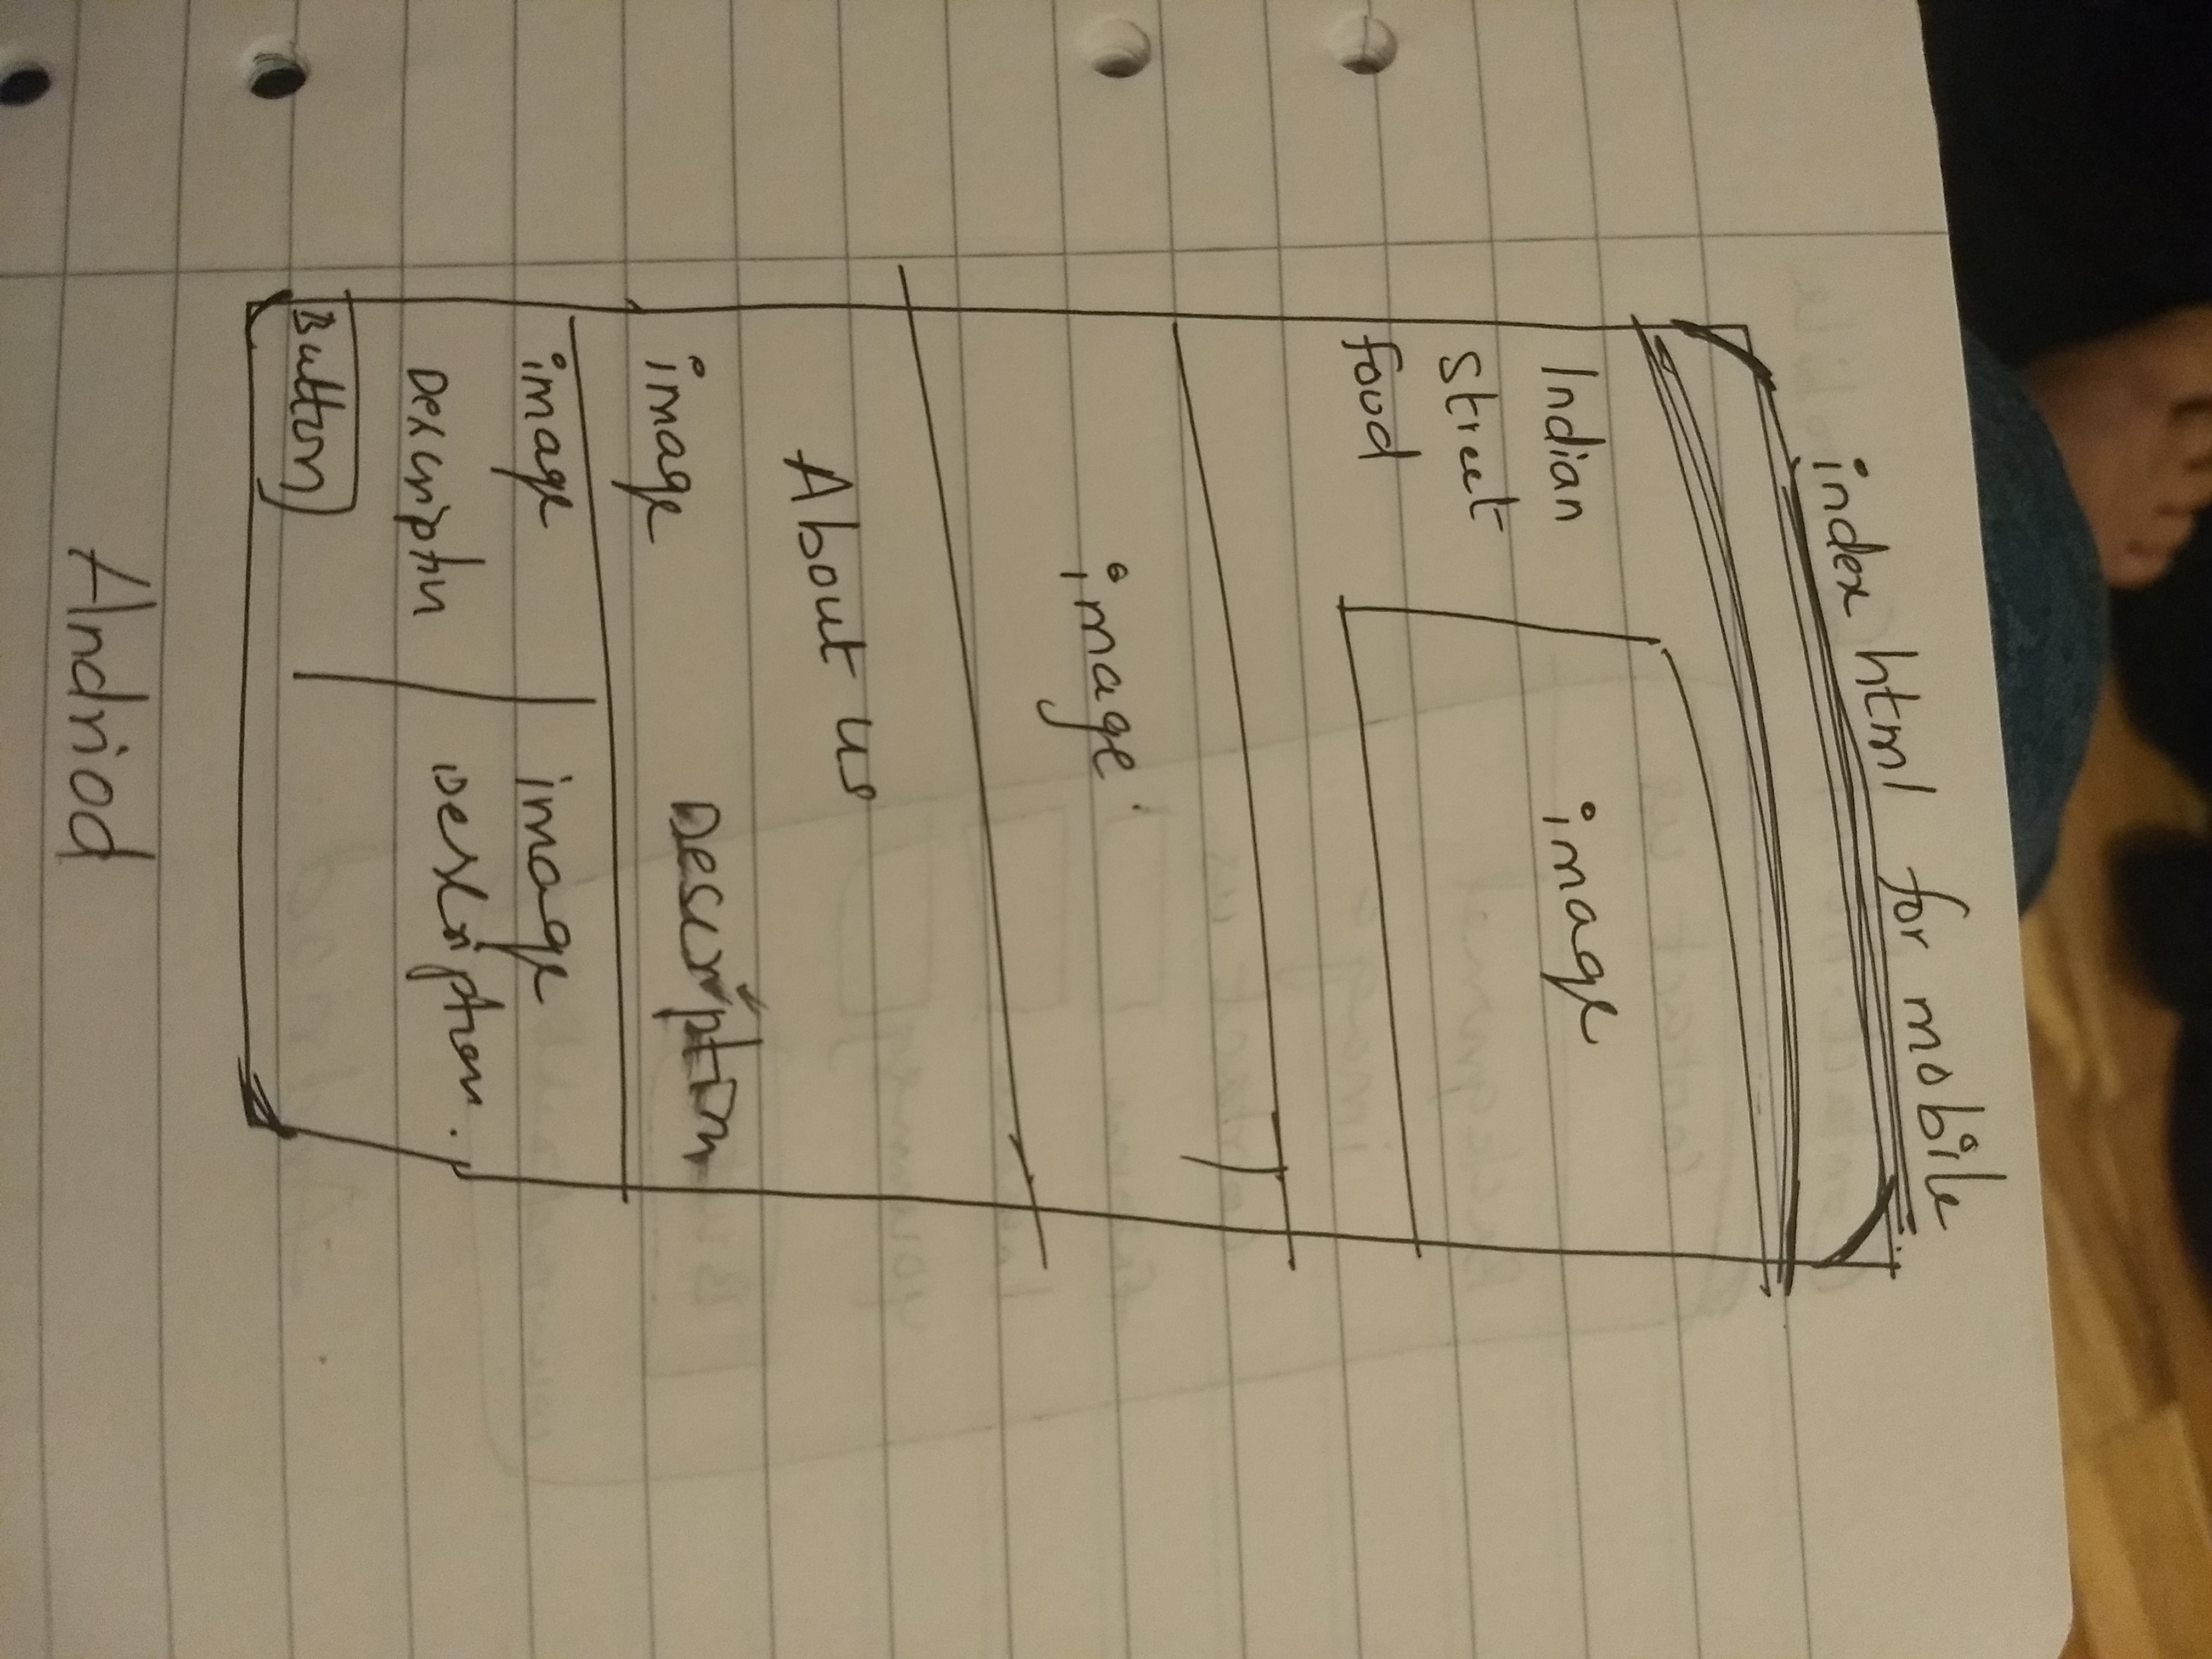 index html for mobile
Indian
Street
food
image
image
About us
image Description
image image
Description Description.
Button
Andriod